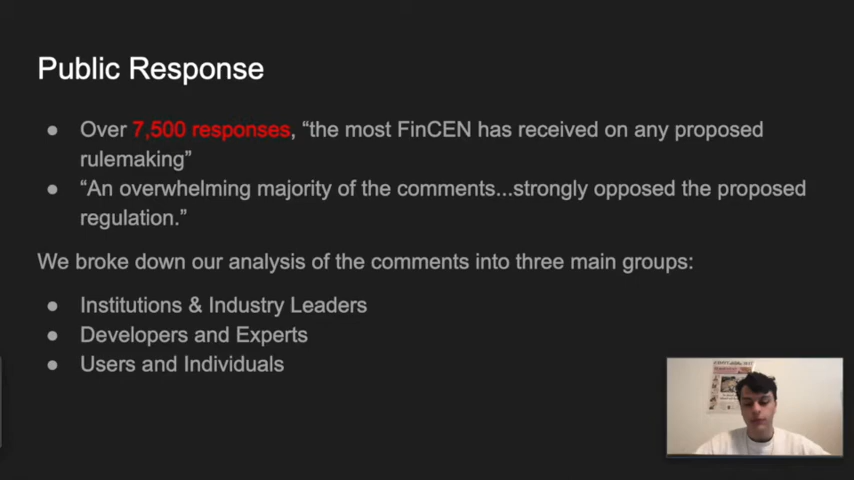 Public Response
● Over 7,500 responses, “the most FinCEN has received on any proposed
rulemaking”
● “An overwhelming majority of the comments...strongly opposed the proposed
regulation.”
We broke down our analysis of the comments into three main groups:
● Institutions & Industry Leaders
● Developers and Experts
● Users and Individuals